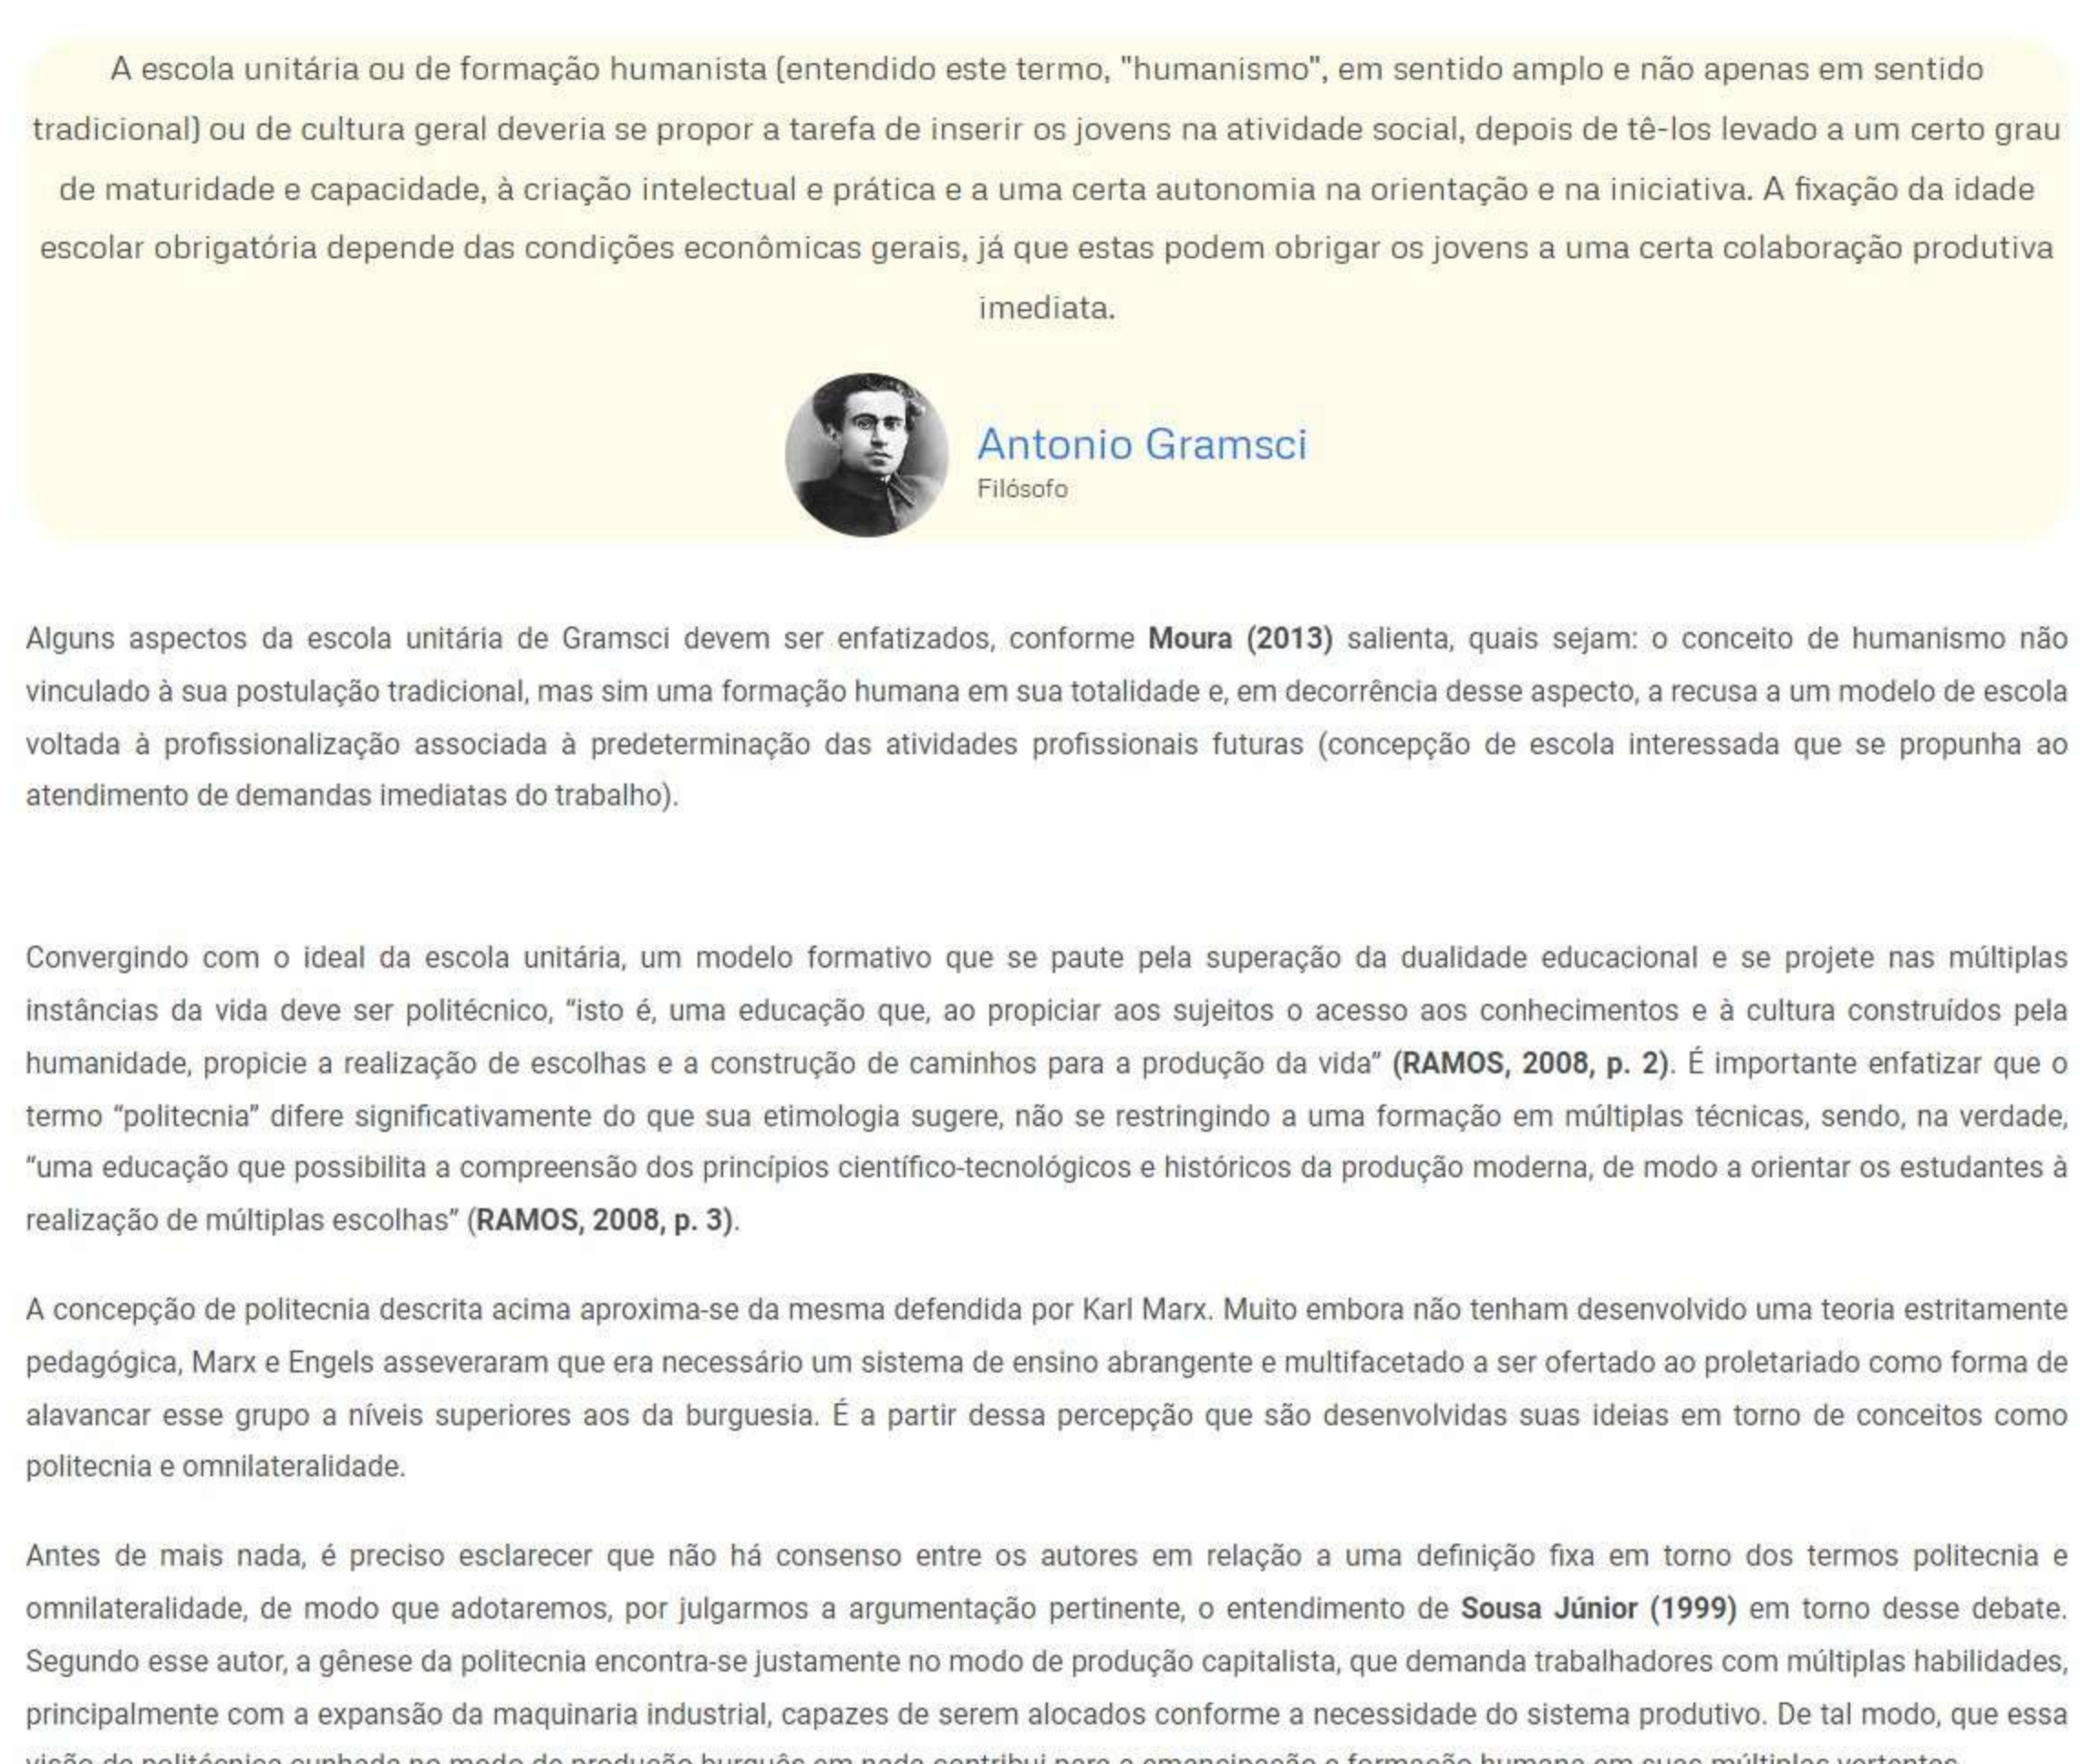 A escola unitária ou de formação humanista (entendido este termo, "humanismo", em sentido amplo e não apenas em sentido
tradicional) ou de cultura geral deveria se propor a tarefa de inserir os jovens na atividade social, depois de tê-los levado a um certo grau
de maturidade e capacidade, à criação intelectual e prática e a uma certa autonomia na orientação e na iniciativa. A fixação da idade
escolar obrigatória depende das condições econômicas gerais, já que estas podem obrigar os jovens a uma certa colaboração produtiva
imediata.
Antonio Gramsci
Filósofo
Alguns aspectos da escola unitária de Gramsci devem ser enfatizados, conforme Moura (2013) salienta, quais sejam: o conceito de humanismo não
vinculado à sua postulação tradicional, mas sim uma formação humana em sua totalidade e, em decorrência desse aspecto, a recusa a um modelo de escola
voltada à profissionalização associada à predeterminação das atividades profissionais futuras (concepção de escola interessada que se propunha ao
atendimento de demandas imediatas do trabalho).
Convergindo com o ideal da escola unitária, um modelo formativo que se paute pela superação da dualidade educacional e se projete nas múltiplas
instâncias da vida deve ser politécnico, “isto é, uma educação que, ao propiciar aos sujeitos o acesso aos conhecimentos e à cultura construídos pela
humanidade, propicie a realização de escolhas e a construção de caminhos para a produção da vida” (RAMOS, 2008, p. 2). É importante enfatizar que o
termo “politecnia” difere significativamente do que sua etimologia sugere, não se restringindo a uma formação em múltiplas técnicas, sendo, na verdade,
“uma educação que possibilita a compreensão dos princípios científico-tecnológicos e históricos da produção moderna, de modo a orientar os estudantes à
realização de múltiplas escolhas” (RAMOS, 2008, p. 3).
A concepção de politecnia descrita acima aproxima-se da mesma defendida por Karl Marx. Muito embora não tenham desenvolvido uma teoria estritamente
pedagógica, Marx e Engels asseveraram que era necessário um sistema de ensino abrangente e multifacetado a ser ofertado ao proletariado como forma de
alavancar esse grupo a níveis superiores aos da burguesia. É a partir dessa percepção que são desenvolvidas suas ideias em torno de conceitos como
politecnia e omnilateralidade.
Antes de mais nada, é preciso esclarecer que não há consenso entre os autores em relação a uma definição fixa em torno dos termos politecnia e
omnilateralidade, de modo que adotaremos, por julgarmos a argumentação pertinente, o entendimento de Sousa Júnior (1999) em torno desse debate.
Segundo esse autor, a gênese da politecnia encontra-se justamente no modo de produção capitalista, que demanda trabalhadores com múltiplas habilidades,
principalmente com a expansão da maquinaria industrial, capazes de serem alocados conforme a necessidade do sistema produtivo. De tal modo, que essa